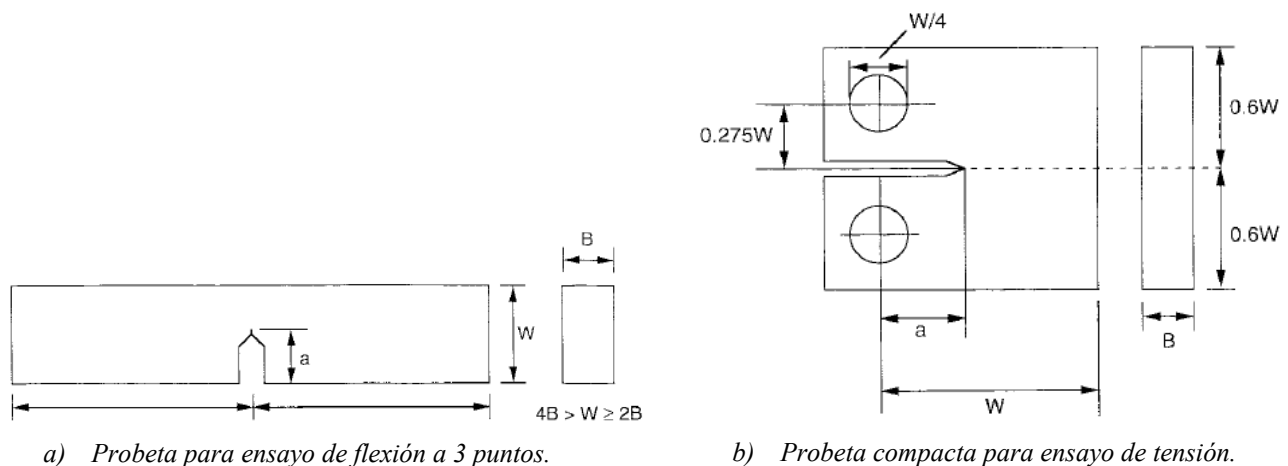 B
W
a
4B > W ≥ 2B
a) Probeta para ensayo de flexión a 3 puntos.
W/4
0.275W
0.6W
0.6W
a
B
W
b) Probeta compacta para ensayo de tensión.